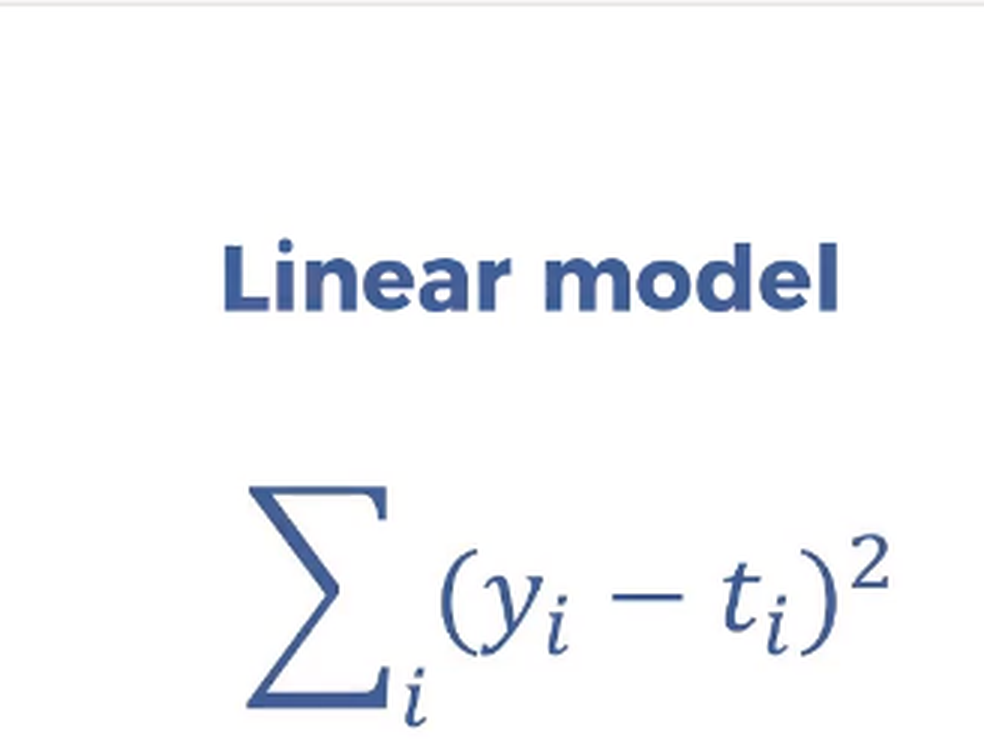 Linear model
∑ᵢ(yᵢ − tᵢ)²